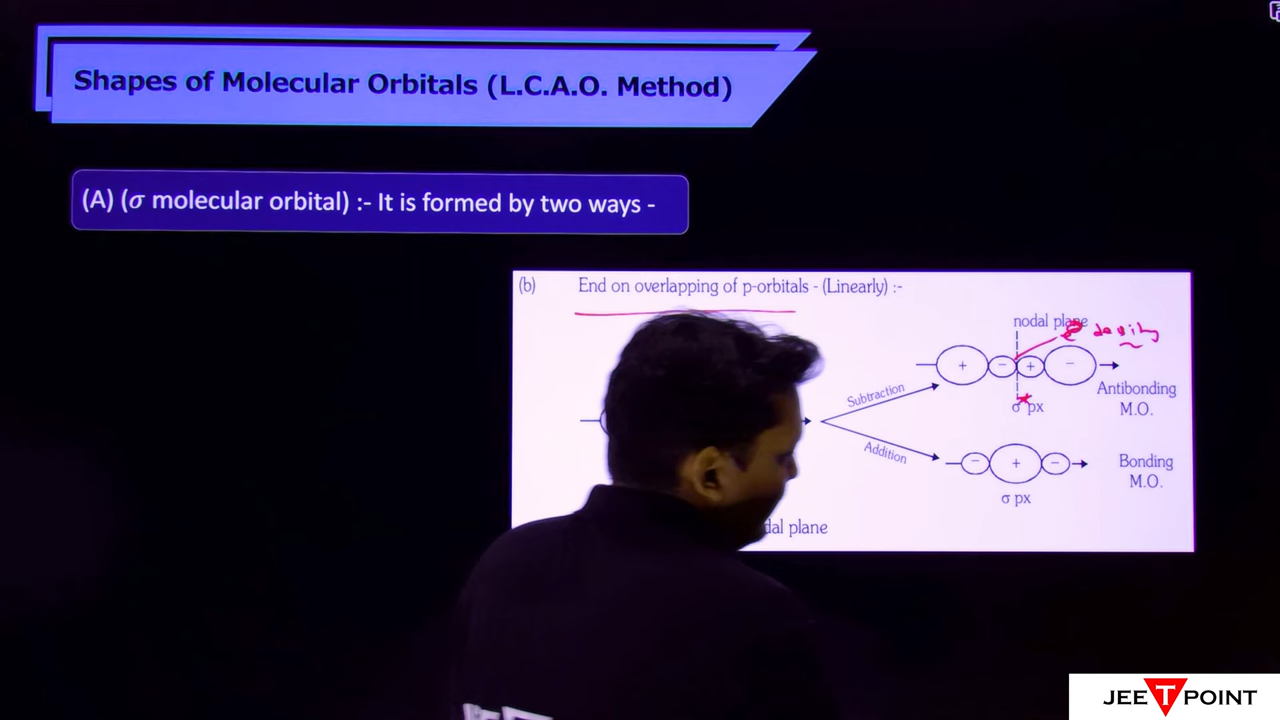 Shapes of Molecular Orbitals (L.C.A.O. Method)
(A) (σ molecular orbital) :- It is formed by two ways -
(b) End on overlapping of p-orbitals - (Linearly) :-
nodal plane
density
+ − + −
Subtraction
Antibonding
M.O.
σ*px
Addition
− + −
Bonding
M.O.
σ px
dal plane
JEE T POINT